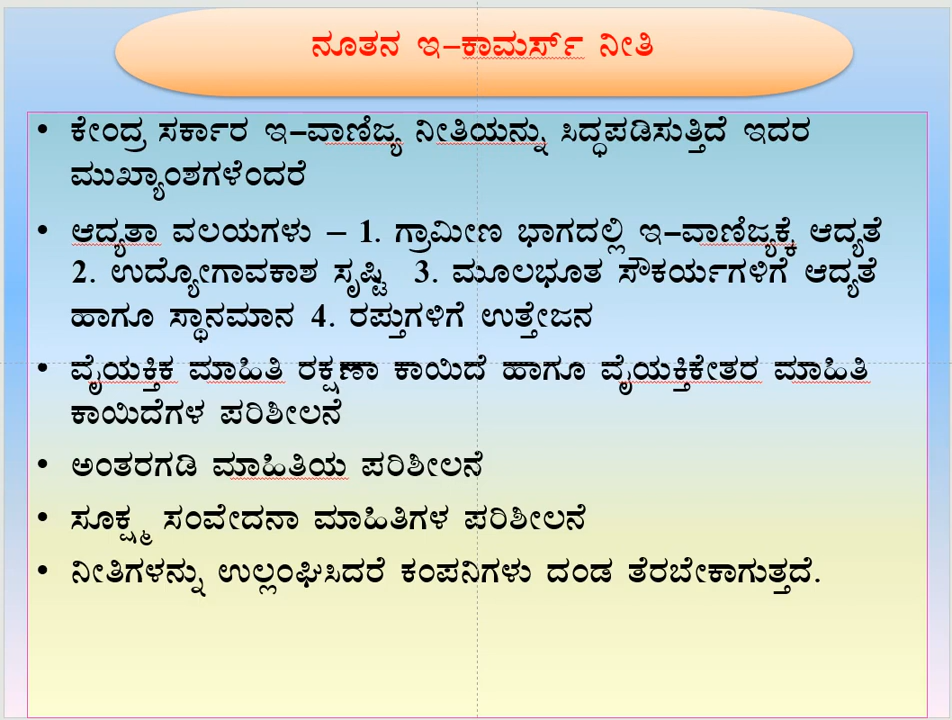 ನೂತನ ಇ–ಕಾಮರ್ಸ್ ನೀತಿ
• ಕೇಂದ್ರ ಸರ್ಕಾರ ಇ–ವಾಣಿಜ್ಯ ನೀತಿಯನ್ನು ಸಿದ್ಧಪಡಿಸುತ್ತಿದೆ ಇದರ
ಮುಖ್ಯಾಂಶಗಳೆಂದರೆ
• ಆದ್ಯತಾ ವಲಯಗಳು – 1. ಗ್ರಾಮೀಣ ಭಾಗದಲ್ಲಿ ಇ–ವಾಣಿಜ್ಯಕ್ಕೆ ಆದ್ಯತೆ
2. ಉದ್ಯೋಗಾವಕಾಶ ಸೃಷ್ಟಿ 3. ಮೂಲಭೂತ ಸೌಕರ್ಯಗಳಿಗೆ ಆದ್ಯತೆ
ಹಾಗೂ ಸ್ಥಾನಮಾನ 4. ರಪ್ತುಗಳಿಗೆ ಉತ್ತೇಜನ
• ವೈಯಕ್ತಿಕ ಮಾಹಿತಿ ರಕ್ಷಣಾ ಕಾಯಿದೆ ಹಾಗೂ ವೈಯಕ್ತಿಕೇತರ ಮಾಹಿತಿ
ಕಾಯಿದೆಗಳ ಪರಿಶೀಲನೆ
• ಅಂತರಗಡಿ ಮಾಹಿತಿಯ ಪರಿಶೀಲನೆ
• ಸೂಕ್ಷ್ಮ ಸಂವೇದನಾ ಮಾಹಿತಿಗಳ ಪರಿಶೀಲನೆ
• ನೀತಿಗಳನ್ನು ಉಲ್ಲಂಘಿಸಿದರೆ ಕಂಪನಿಗಳು ದಂಡ ತೆರಬೇಕಾಗುತ್ತದೆ.